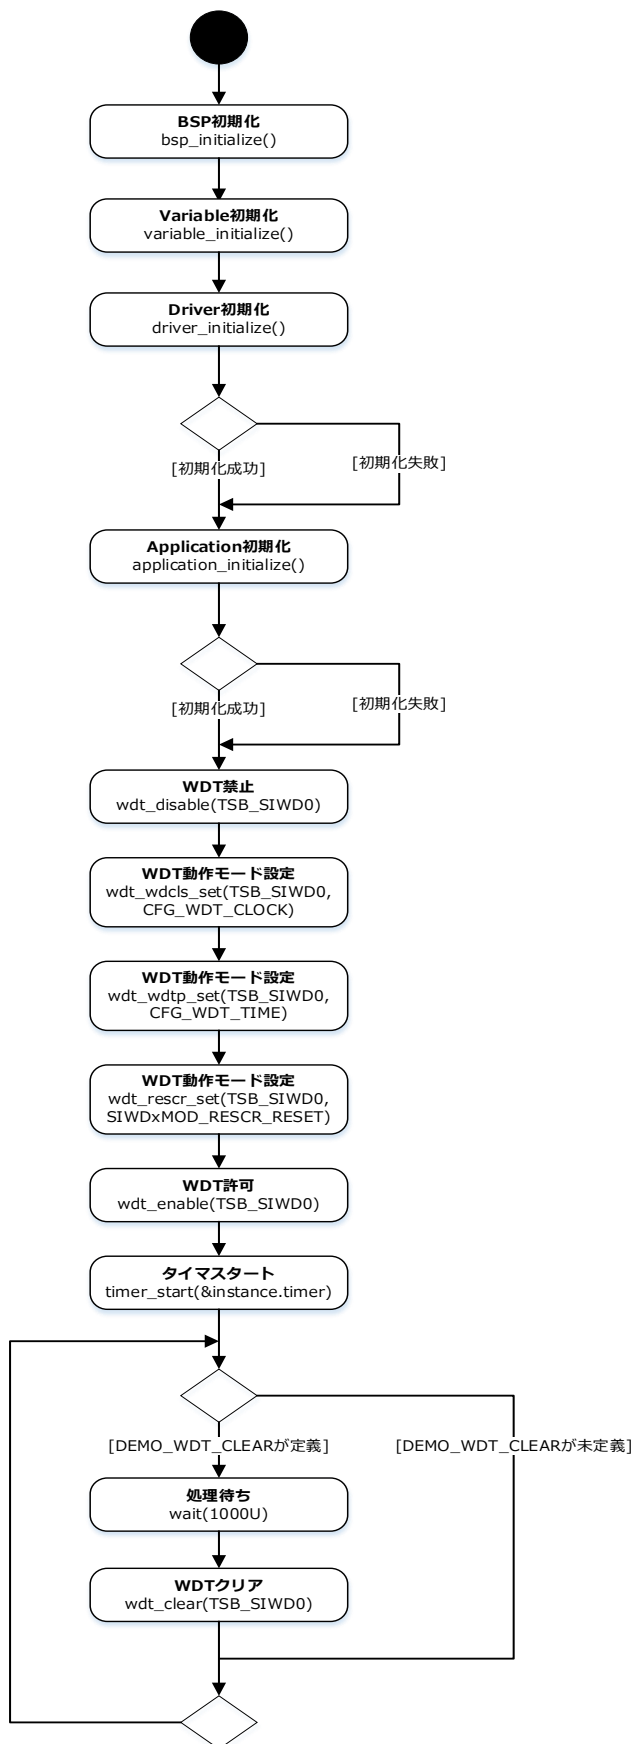 BSP初期化
bsp_initialize()
Variable初期化
variable_initialize()
Driver初期化
driver_initialize()
[初期化成功]
[初期化失敗]
Application初期化
application_initialize()
[初期化成功]
[初期化失敗]
WDT禁止
wdt_disable(TSB_SIWD0)
WDT動作モード設定
wdt_wdcls_set(TSB_SIWD0,
CFG_WDT_CLOCK)
WDT動作モード設定
wdt_wdtp_set(TSB_SIWD0,
CFG_WDT_TIME)
WDT動作モード設定
wdt_rescr_set(TSB_SIWD0,
SIWDxMOD_RESCR_RESET)
WDT許可
wdt_enable(TSB_SIWD0)
タイマスタート
timer_start(&instance.timer)
[DEMO_WDT_CLEARが定義]
[DEMO_WDT_CLEARが未定義]
処理待ち
wait(1000U)
WDTクリア
wdt_clear(TSB_SIWD0)